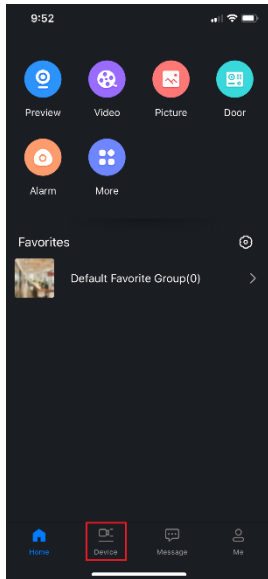 9:52
Preview Video Picture Door
Alarm More
Favorites
Default Favorite Group(0)
Home Device Message Me